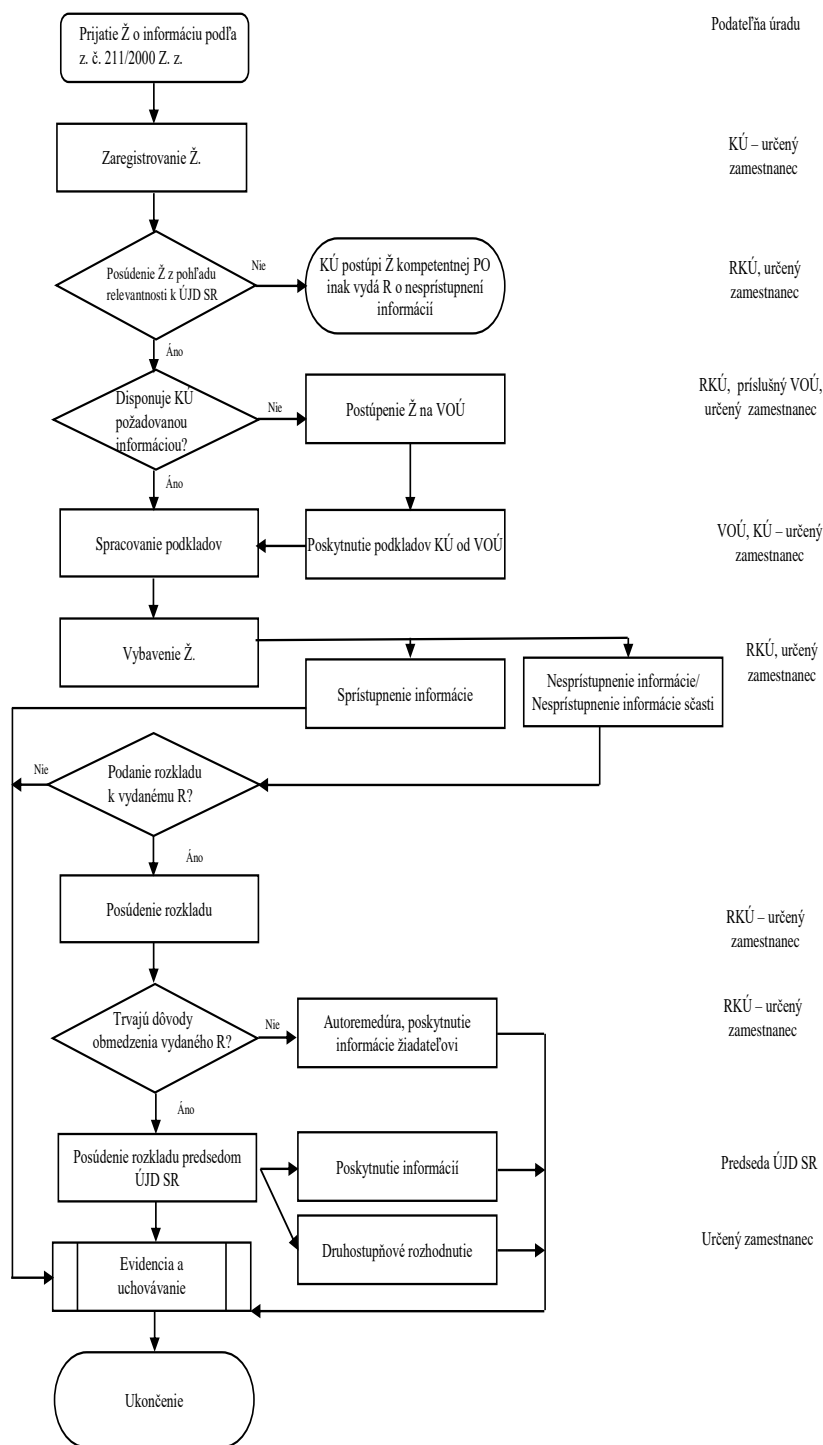 Prijatie Ž o informáciu podľa
z. č. 211/2000 Z. z.
Podateľňa úradu
Zaregistrovanie Ž.
KÚ – určený
zamestnanec
Posúdenie Ž z pohľadu
relevantnosti k ÚJD SR
Nie
KÚ postúpi Ž kompetentnej PO
inak vydá R o nesprístupnení
informácií
RKÚ, určený
zamestnanec
Áno
Disponuje KÚ
požadovanou
informáciou?
Nie
Postúpenie Ž na VOÚ
RKÚ, príslušný VOÚ,
určený zamestnanec
Áno
Spracovanie podkladov
Poskytnutie podkladov KÚ od VOÚ
VOÚ, KÚ – určený
zamestnanec
Vybavenie Ž.
RKÚ, určený
zamestnanec
Sprístupnenie informácie
Nesprístupnenie informácie/
Nesprístupnenie informácie sčasti
Nie
Podanie rozkladu
k vydanému R?
Áno
Posúdenie rozkladu
RKÚ – určený
zamestnanec
Trvajú dôvody
obmedzenia vydaného R?
Nie
Autoremedúra, poskytnutie
informácie žiadateľovi
RKÚ – určený
zamestnanec
Áno
Posúdenie rozkladu predsedom
ÚJD SR
Poskytnutie informácií
Predseda ÚJD SR
Druhostupňové rozhodnutie
Určený zamestnanec
Evidencia a
uchovávanie
Ukončenie